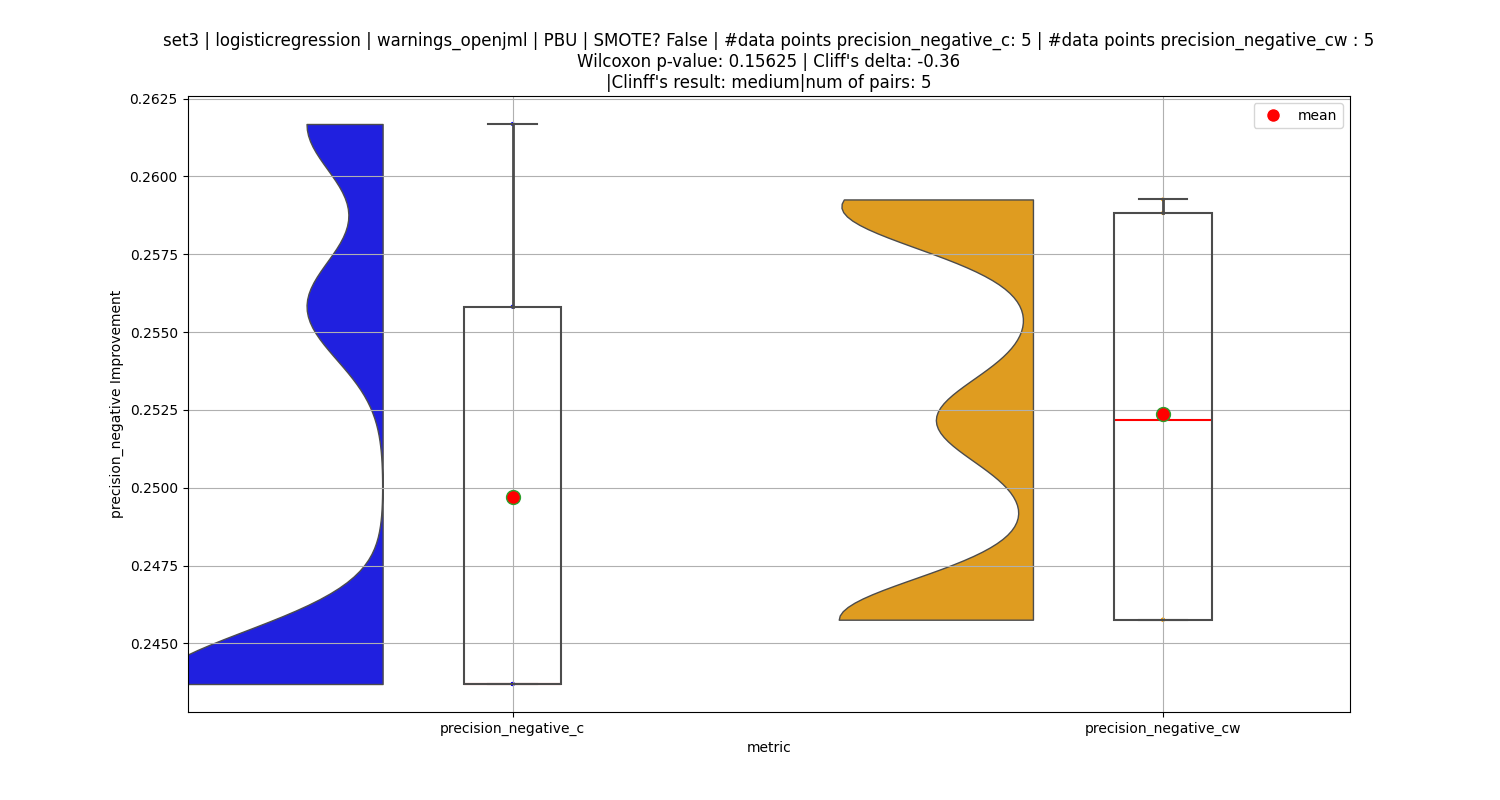 set3 | logisticregression | warnings_openjml | PBU | SMOTE? False | #data points precision_negative_c: 5 | #data points precision_negative_cw : 5
Wilcoxon p-value: 0.15625 | Cliff's delta: -0.36
|Clinff's result: medium|num of pairs: 5
mean
precision_negative Improvement
0.2625
0.2600
0.2575
0.2550
0.2525
0.2500
0.2475
0.2450
precision_negative_c
precision_negative_cw
metric